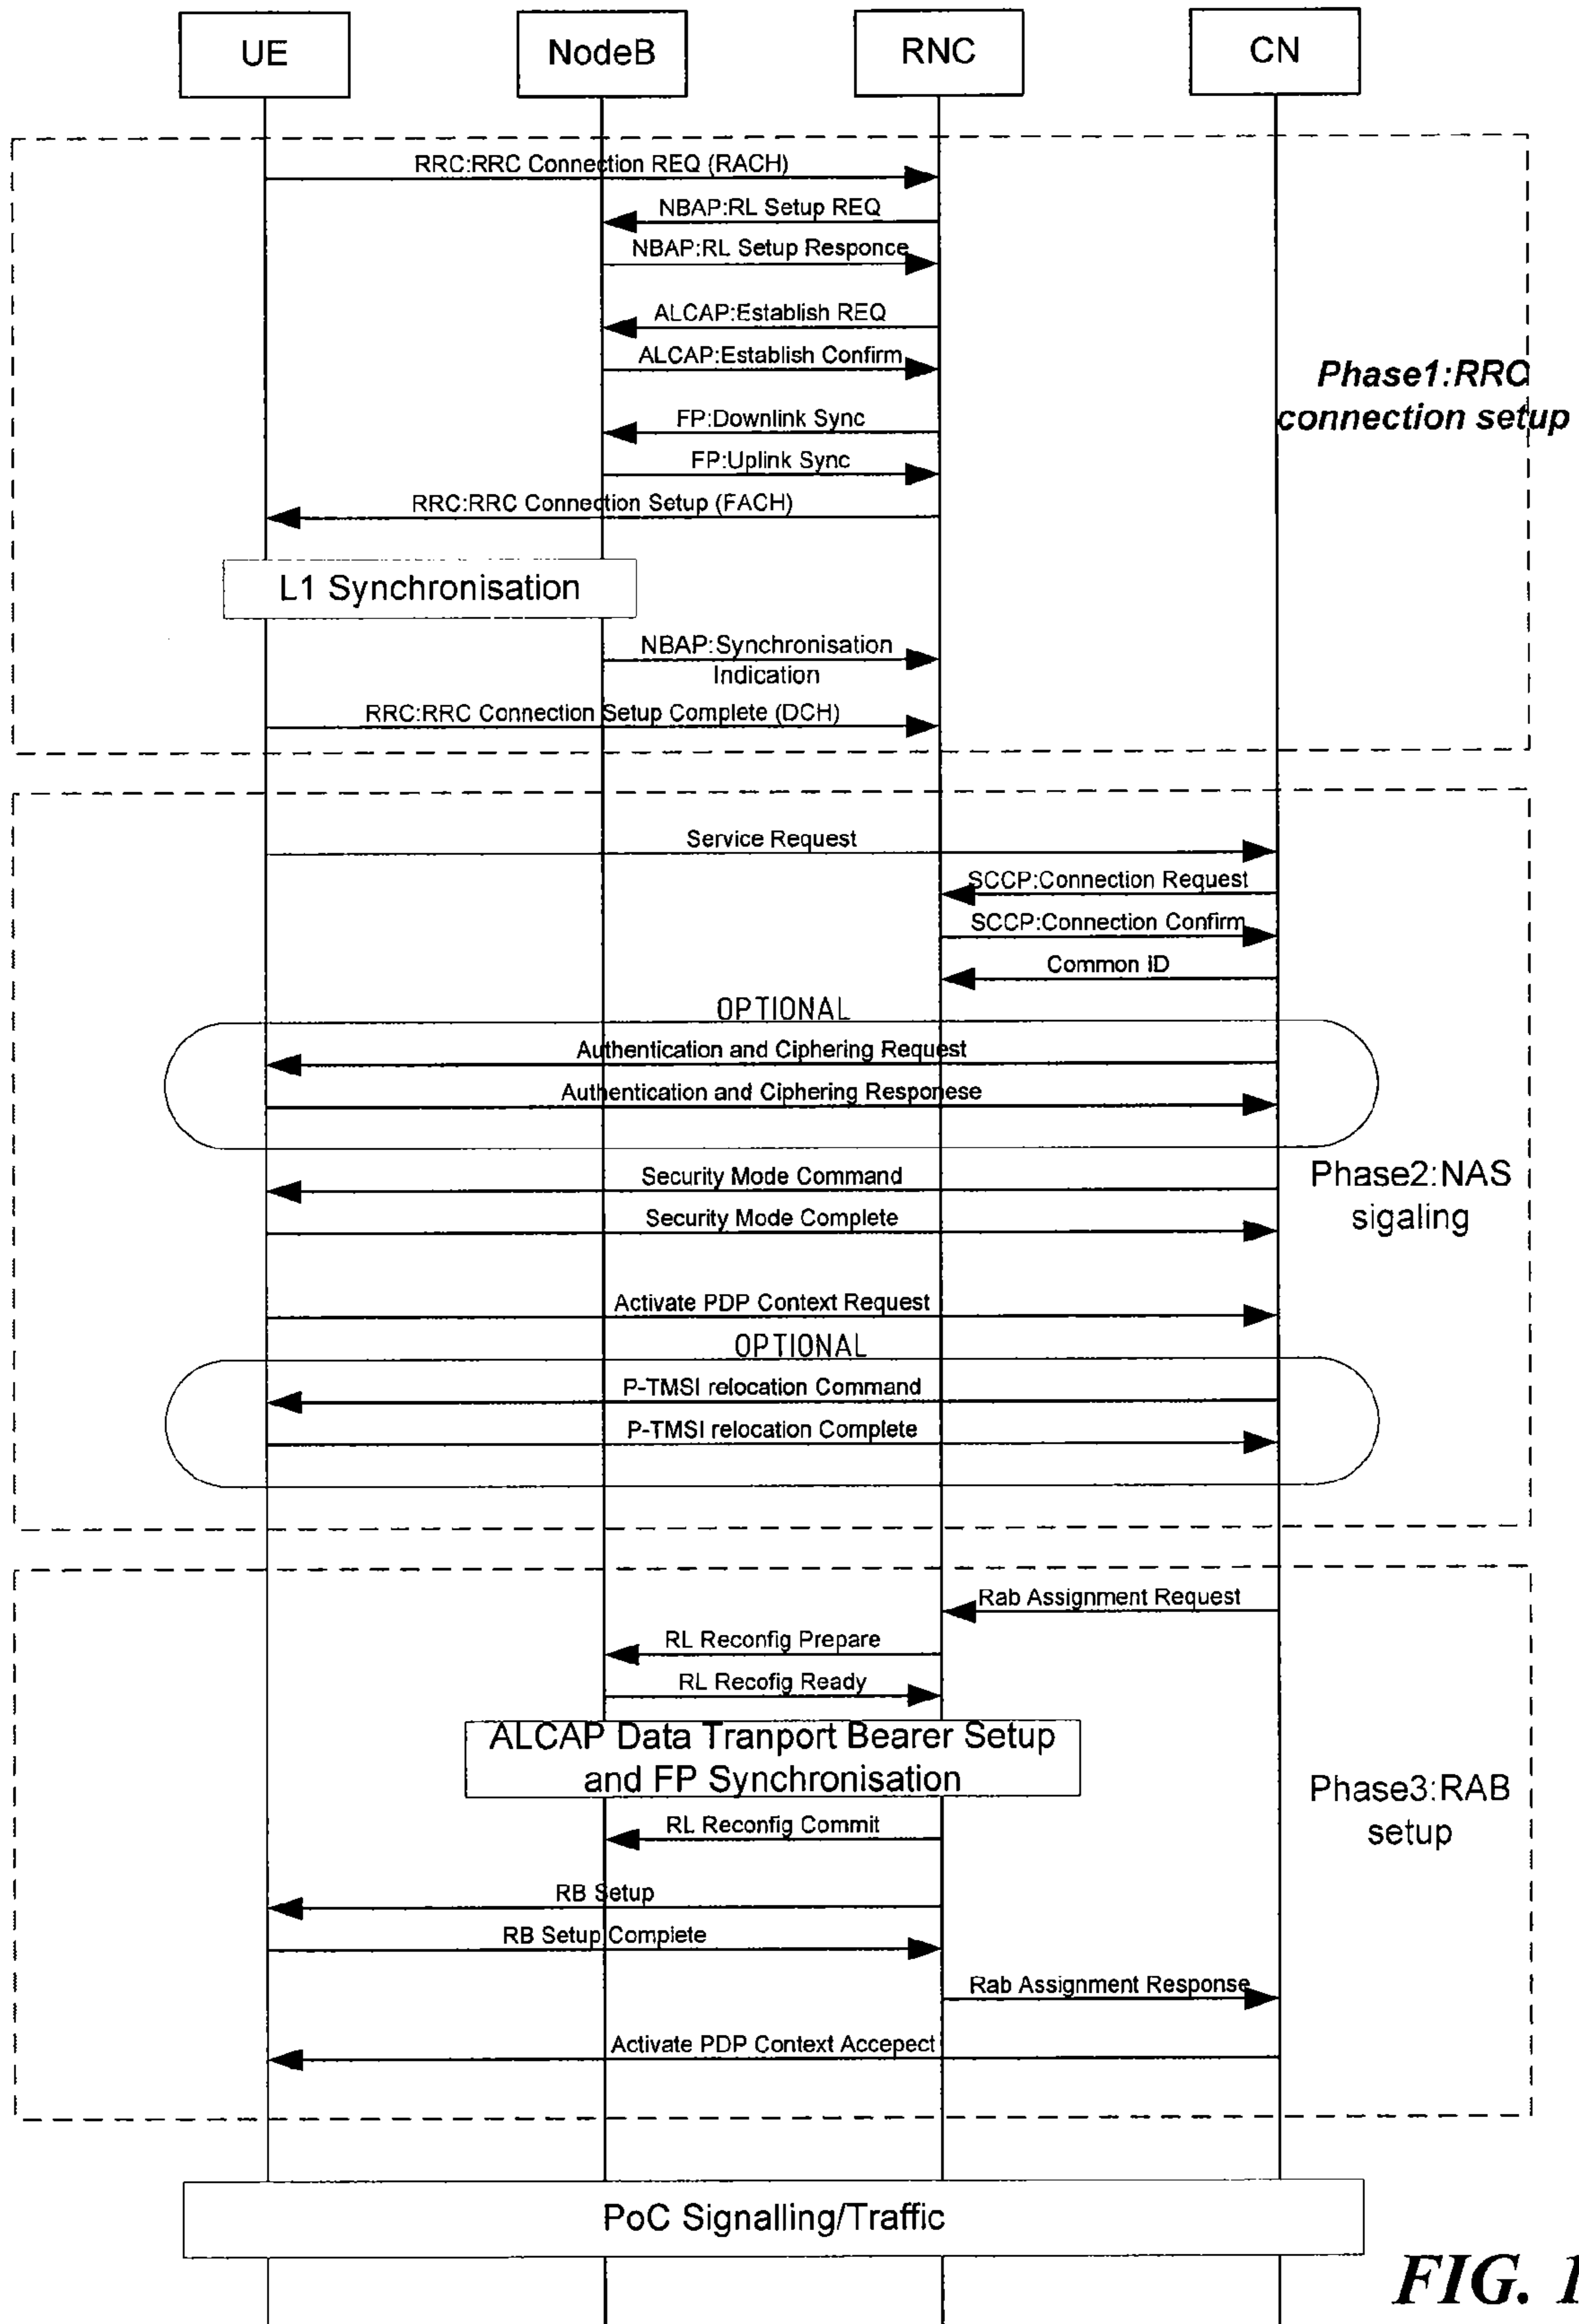 UE NodeB RNC CN
RRC:RRC Connection REQ (RACH)
NBAP:RL Setup REQ
NBAP:RL Setup Responce
ALCAP:Establish REQ
ALCAP:Establish Confirm
Phase1:RRC
connection setup
FP:Downlink Sync
FP:Uplink Sync
RRC:RRC Connection Setup (FACH)
L1 Synchronisation
NBAP:Synchronisation
Indication
RRC:RRC Connection Setup Complete (DCH)
Service Request
SCCP:Connection Request
SCCP:Connection Confirm
Common ID
OPTIONAL
Authentication and Ciphering Request
Authentication and Ciphering Responese
Security Mode Command
Phase2:NAS
sigaling
Security Mode Complete
Activate PDP Context Request
OPTIONAL
P-TMSI relocation Command
P-TMSI relocation Complete
Rab Assignment Request
RL Reconfig Prepare
RL Recofig Ready
ALCAP Data Tranport Bearer Setup
and FP Synchronisation
Phase3:RAB
setup
RL Reconfig Commit
RB Setup
RB Setup Complete
Rab Assignment Response
Activate PDP Context Accepect
PoC Signalling/Traffic
FIG. 1